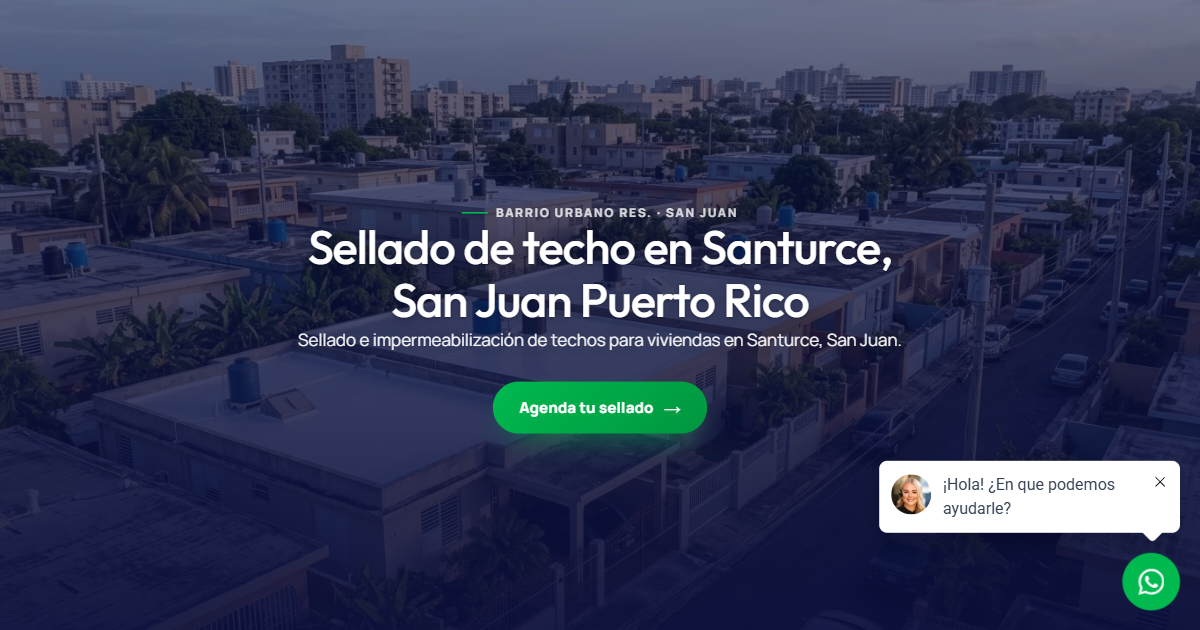 BARRIO URBANO RES. · SAN JUAN
Sellado de techo en Santurce,
San Juan Puerto Rico
Sellado e impermeabilización de techos para viviendas en Santurce, San Juan.
Agenda tu sellado →
¡Hola! ¿En que podemos
ayudarle?